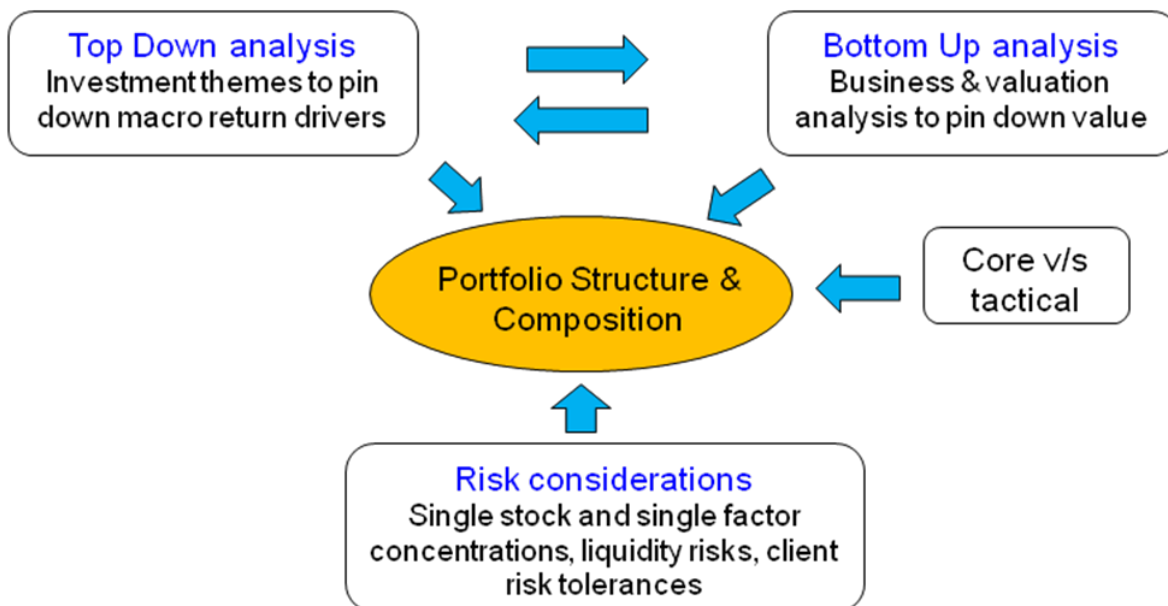 Top Down analysis
Investment themes to pin
down macro return drivers
Bottom Up analysis
Business & valuation
analysis to pin down value
Portfolio Structure &
Composition
Core v/s
tactical
Risk considerations
Single stock and single factor
concentrations, liquidity risks, client
risk tolerances